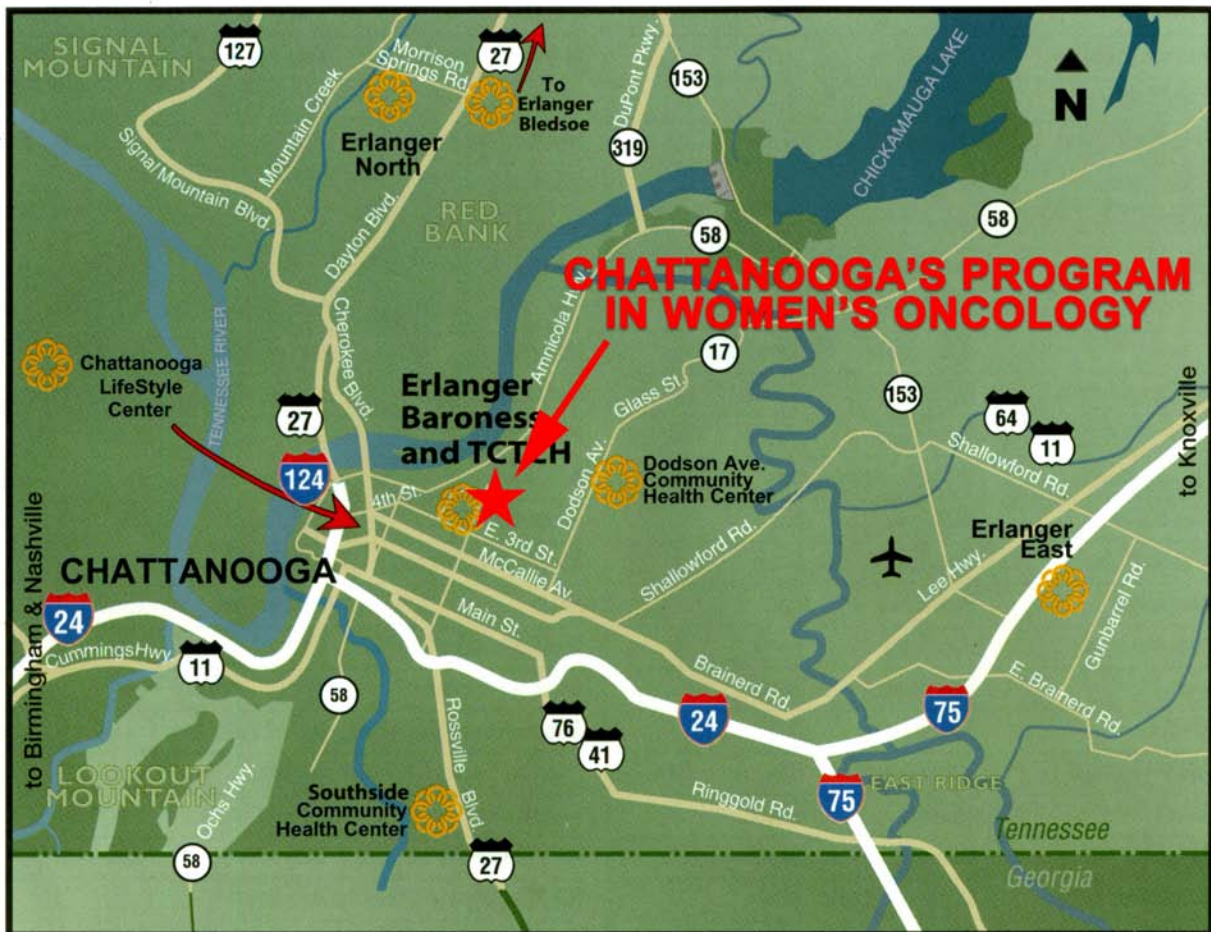 SIGNAL
MOUNTAIN
127
Mountain Creek
Morrison
Springs Rd.
27
To
Erlanger
Bledsoe
Erlanger
North
Signal Mountain Blvd.
Dayton Blvd.
RED
BANK
DuPont Pkwy.
153
319
CHICKAMAUGA LAKE
N
58
58
CHATTANOOGA'S PROGRAM
IN WOMEN'S ONCOLOGY
Chattanooga
LifeStyle
Center
TENNESSEE RIVER
Cherokee Blvd.
27
124
Erlanger
Baroness
and TCTCH
Amnicola Hwy.
17
Glass St.
Dodson Av.
Dodson Ave.
Community
Health Center
153
64
11
Shallowford Rd.
to Knoxville
4th St.
E. 3rd St.
McCallie Av.
Shallowford Rd.
Lee Hwy.
Erlanger
East
Gunbarrel Rd.
CHATTANOOGA
to Birmingham & Nashville
24
Cummings Hwy
11
Main St.
58
Rossville Blvd.
Brainerd Rd.
E. Brainerd Rd.
76
41
24
75
75
EAST RIDGE
Ringgold Rd.
LOOKOUT
MOUNTAIN
Ochs Hwy.
58
Southside
Community
Health Center
27
Tennessee
Georgia